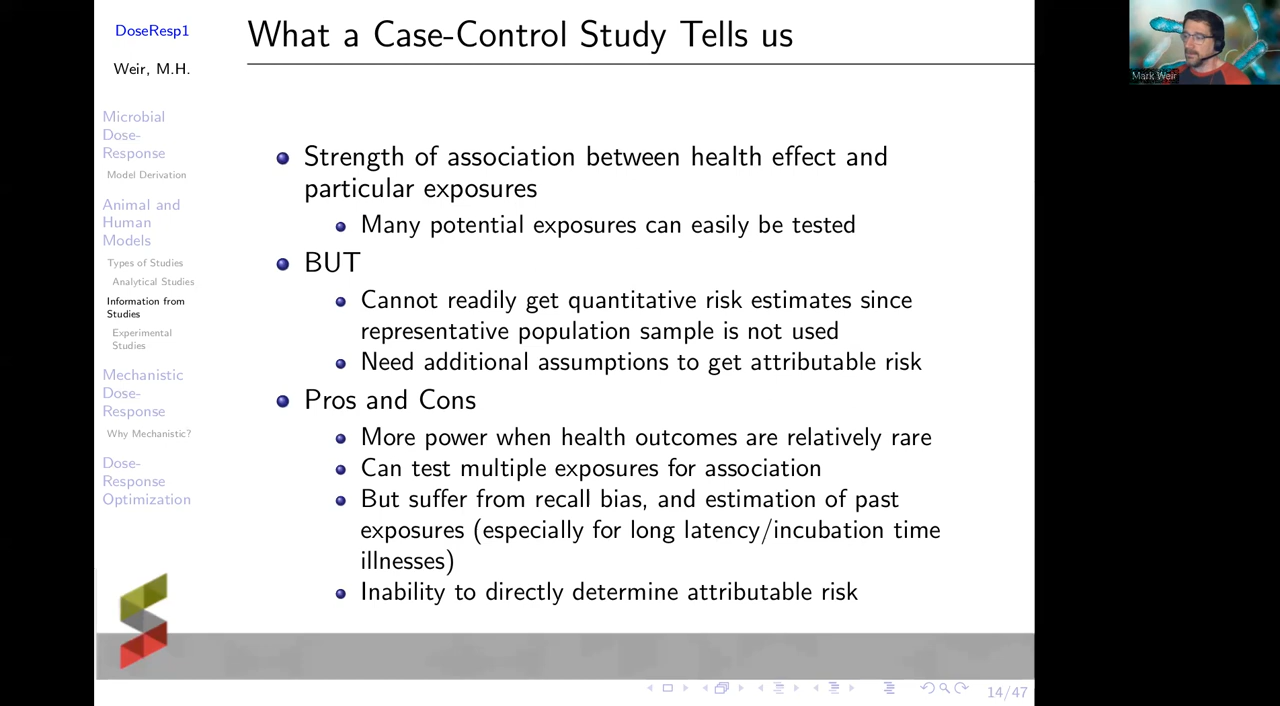 DoseResp1
Weir, M.H.
Microbial
Dose-
Response
Model Derivation
Animal and
Human
Models
Types of Studies
Analytical Studies
Information from
Studies
Experimental
Studies
Mechanistic
Dose-
Response
Why Mechanistic?
Dose-
Response
Optimization
What a Case-Control Study Tells us
Strength of association between health effect and
particular exposures
Many potential exposures can easily be tested
BUT
Cannot readily get quantitative risk estimates since
representative population sample is not used
Need additional assumptions to get attributable risk
Pros and Cons
More power when health outcomes are relatively rare
Can test multiple exposures for association
But suffer from recall bias, and estimation of past
exposures (especially for long latency/incubation time
illnesses)
Inability to directly determine attributable risk
14/47
Mark Weir